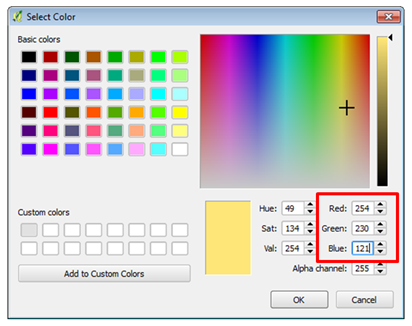 Select Color
Basic colors
Custom colors
Add to Custom Colors
Hue: 49 Red: 254
Sat: 134 Green: 230
Val: 254 Blue: 121
Alpha channel: 255
OK Cancel